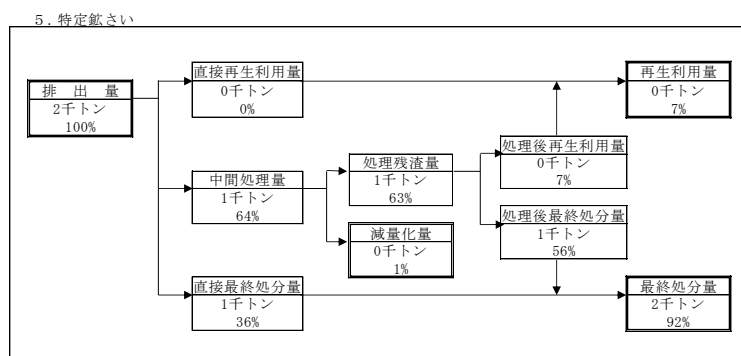 ５．特定鉱さい
排　出　量
2千トン
100%
直接再生利用量
0千トン
0%
再生利用量
0千トン
7%
中間処理量
1千トン
64%
処理残渣量
1千トン
63%
処理後再生利用量
0千トン
7%
減量化量
0千トン
1%
処理後最終処分量
1千トン
56%
直接最終処分量
1千トン
36%
最終処分量
2千トン
92%